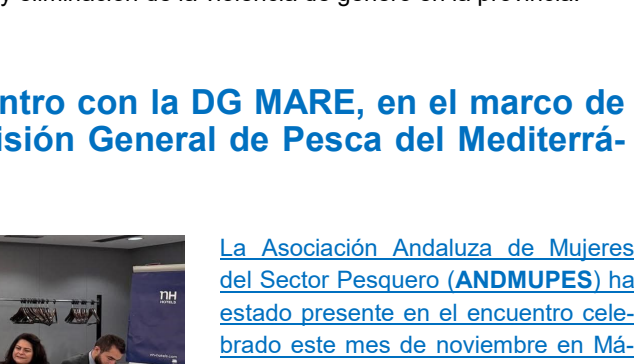 y eliminación de la violencia de género en la provincia.
ntro con la DG MARE, en el marco de
isión General de Pesca del Mediterrá-
La Asociación Andaluza de Mujeres
del Sector Pesquero (ANDMUPES) ha
estado presente en el encuentro cele-
brado este mes de noviembre en Má-
nH
HOTELS